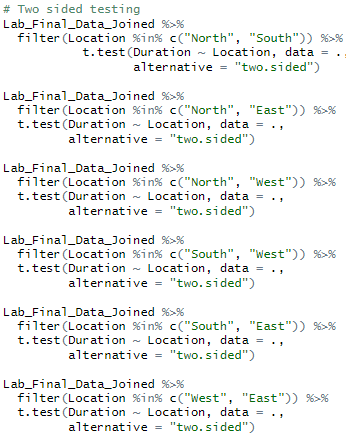 # Two sided testing
Lab_Final_Data_Joined %>%
  filter(Location %in% c("North", "South")) %>%
          t.test(Duration ~ Location, data = .,
                 alternative = "two.sided")

Lab_Final_Data_Joined %>%
  filter(Location %in% c("North", "East")) %>%
  t.test(Duration ~ Location, data = .,
         alternative = "two.sided")

Lab_Final_Data_Joined %>%
  filter(Location %in% c("North", "West")) %>%
  t.test(Duration ~ Location, data = .,
         alternative = "two.sided")

Lab_Final_Data_Joined %>%
  filter(Location %in% c("South", "West")) %>%
  t.test(Duration ~ Location, data = .,
         alternative = "two.sided")

Lab_Final_Data_Joined %>%
  filter(Location %in% c("South", "East")) %>%
  t.test(Duration ~ Location, data = .,
         alternative = "two.sided")

Lab_Final_Data_Joined %>%
  filter(Location %in% c("West", "East")) %>%
  t.test(Duration ~ Location, data = .,
         alternative = "two.sided")